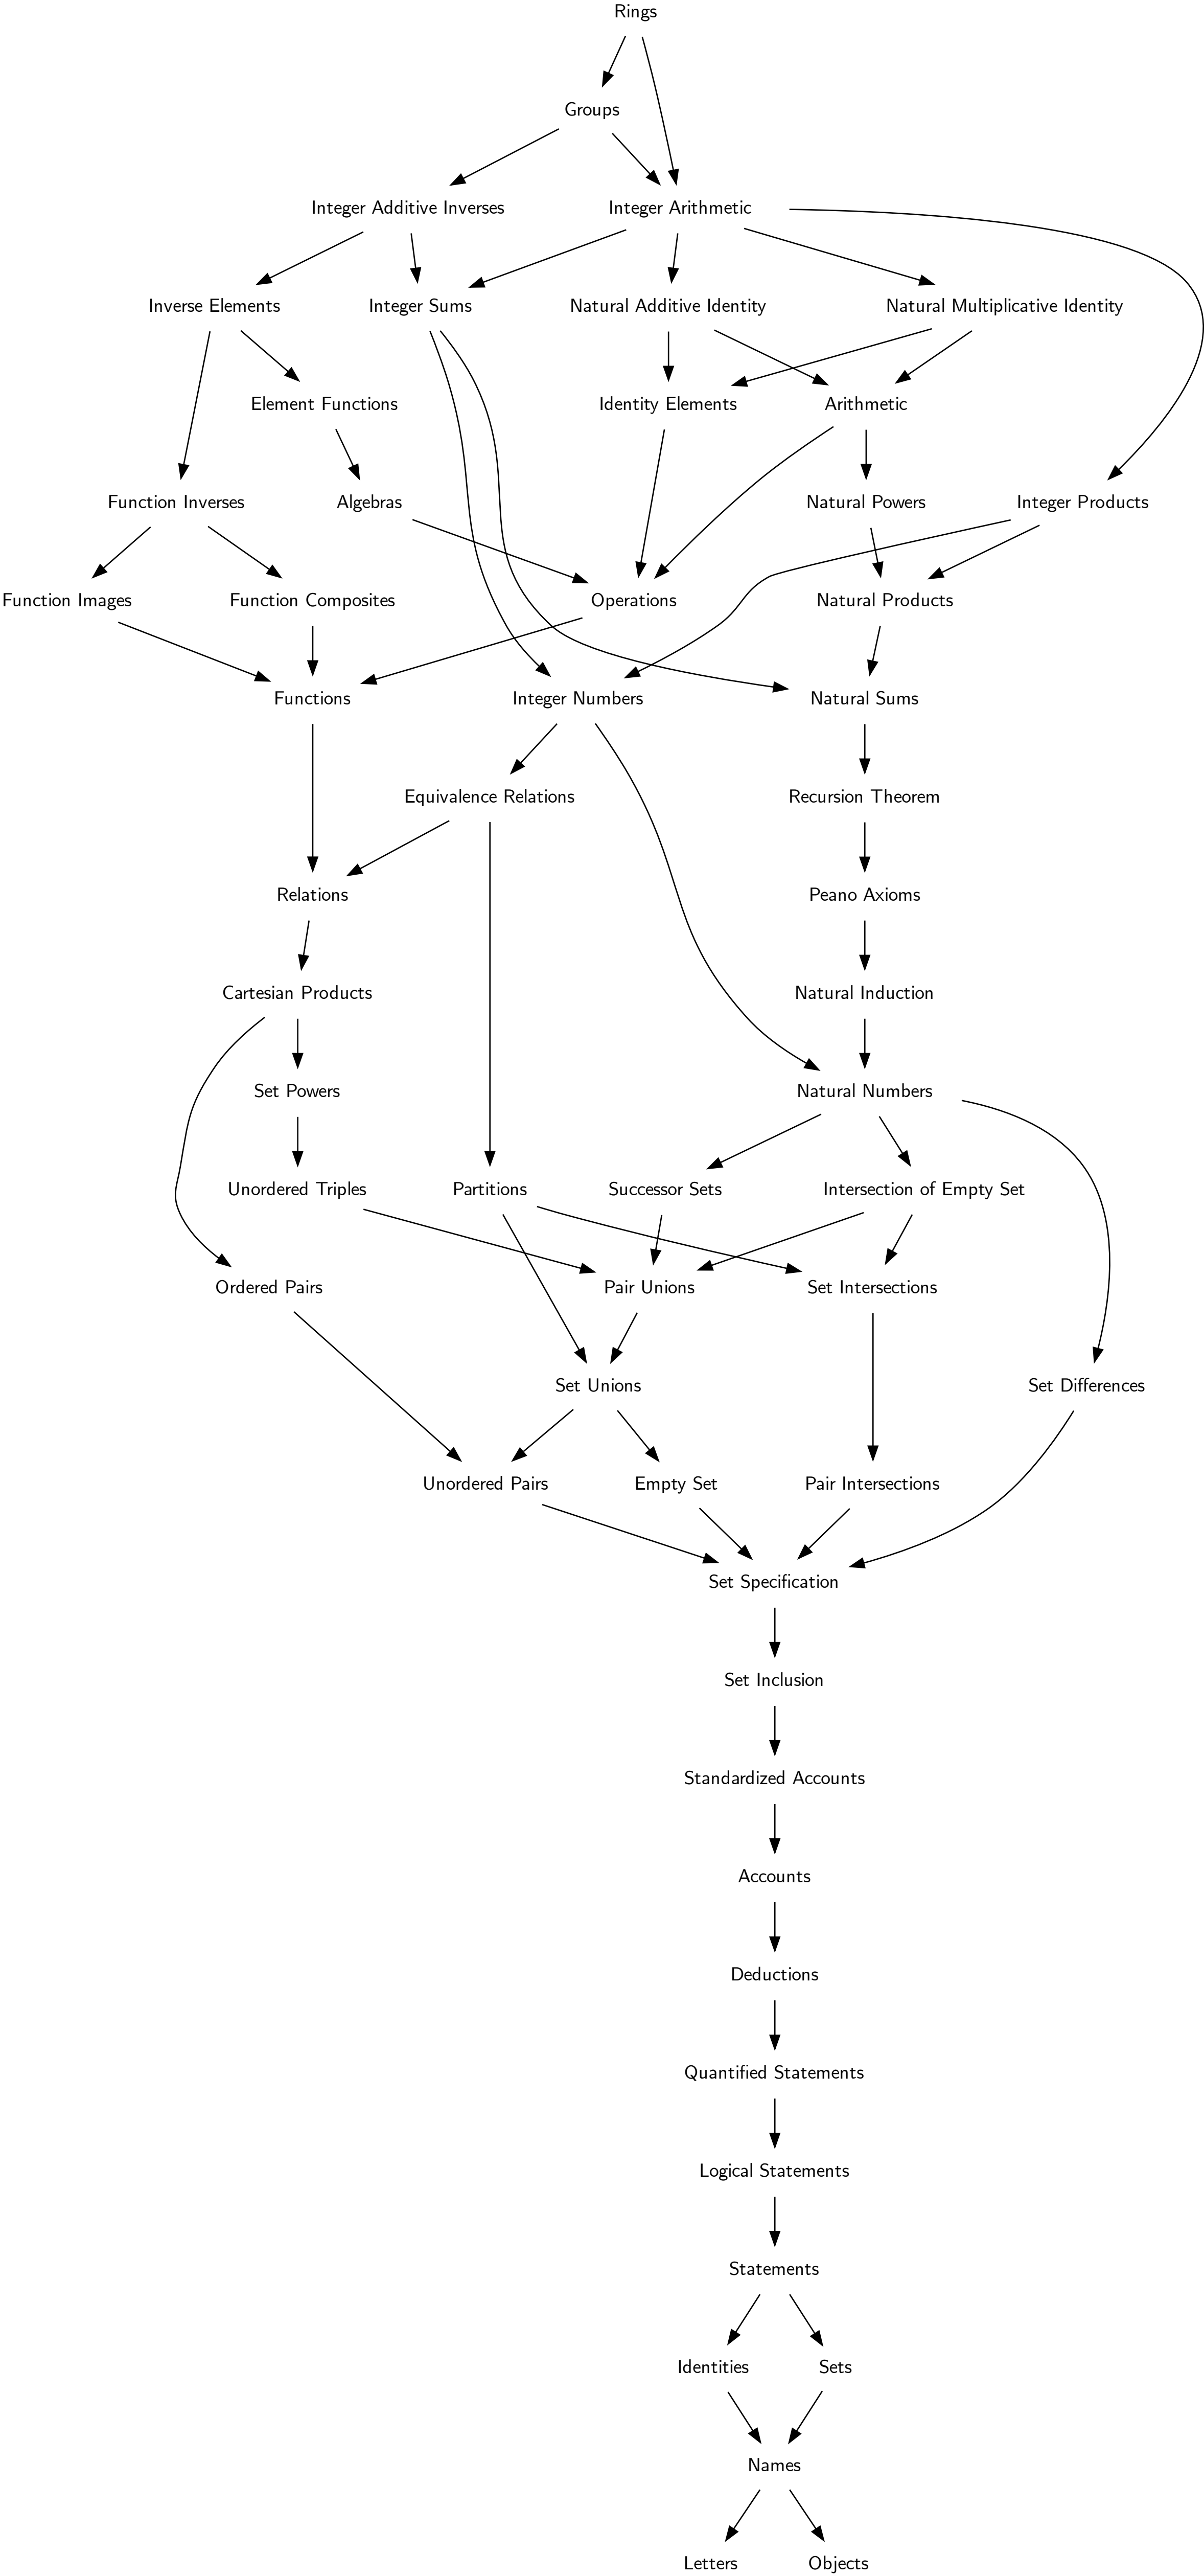 Rings
Groups
Integer Additive Inverses
Integer Arithmetic
Inverse Elements
Integer Sums
Natural Additive Identity
Natural Multiplicative Identity
Element Functions
Identity Elements
Arithmetic
Function Inverses
Algebras
Natural Powers
Integer Products
Function Images
Function Composites
Operations
Natural Products
Functions
Integer Numbers
Natural Sums
Equivalence Relations
Recursion Theorem
Relations
Peano Axioms
Cartesian Products
Natural Induction
Set Powers
Natural Numbers
Unordered Triples
Partitions
Successor Sets
Intersection of Empty Set
Ordered Pairs
Pair Unions
Set Intersections
Set Unions
Set Differences
Unordered Pairs
Empty Set
Pair Intersections
Set Specification
Set Inclusion
Standardized Accounts
Accounts
Deductions
Quantified Statements
Logical Statements
Statements
Identities
Sets
Names
Letters
Objects